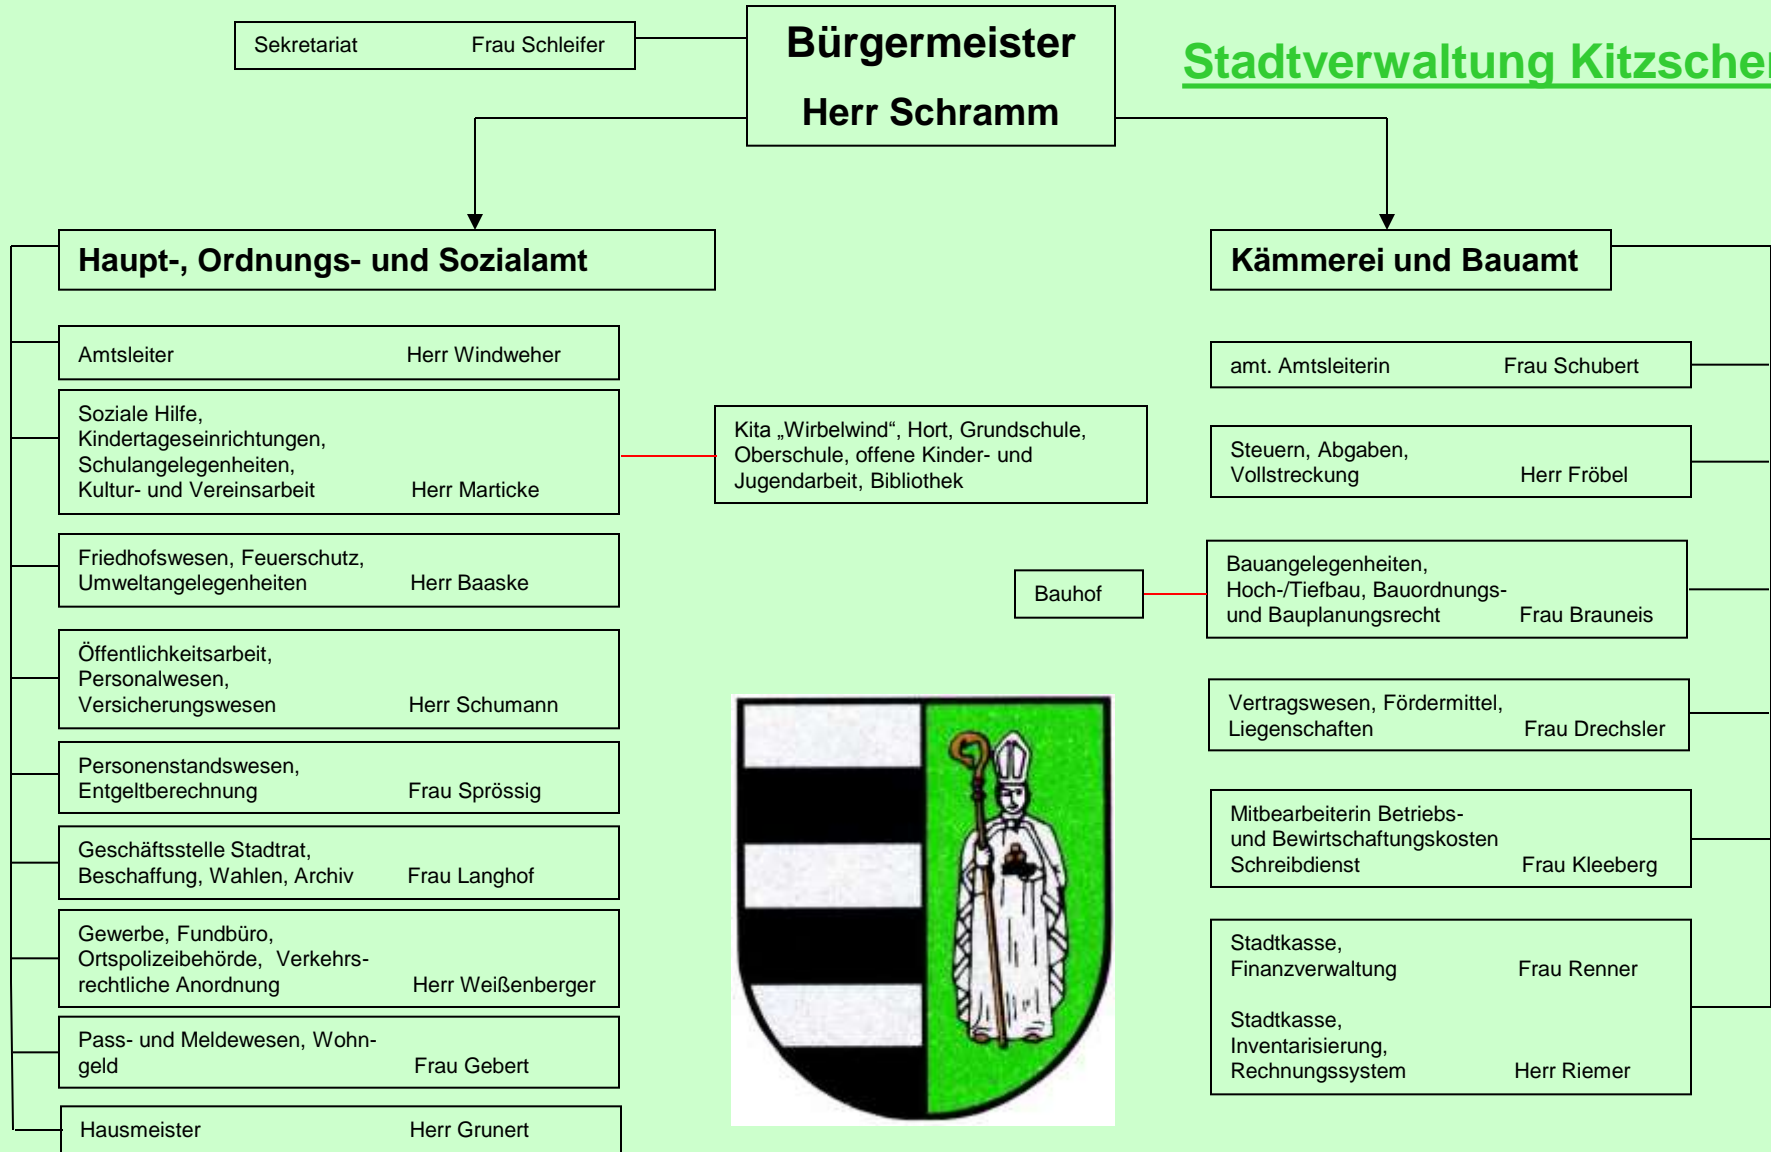 Sekretariat Frau Schleifer
Bürgermeister
Herr Schramm
Stadtverwaltung Kitzscher
Haupt-, Ordnungs- und Sozialamt
Amtsleiter Herr Windweher
Soziale Hilfe,
Kindertageseinrichtungen,
Schulangelegenheiten,
Kultur- und Vereinsarbeit Herr Marticke
Kita „Wirbelwind“, Hort, Grundschule,
Oberschule, offene Kinder- und
Jugendarbeit, Bibliothek
Friedhofswesen, Feuerschutz,
Umweltangelegenheiten Herr Baaske
Öffentlichkeitsarbeit,
Personalwesen,
Versicherungswesen Herr Schumann
Personenstandswesen,
Entgeltberechnung Frau Sprössig
Geschäftsstelle Stadtrat,
Beschaffung, Wahlen, Archiv Frau Langhof
Gewerbe, Fundbüro,
Ortspolizeibehörde, Verkehrs-
rechtliche Anordnung Herr Weißenberger
Pass- und Meldewesen, Wohn-
geld Frau Gebert
Hausmeister Herr Grunert
Kämmerei und Bauamt
amt. Amtsleiterin Frau Schubert
Steuern, Abgaben,
Vollstreckung Herr Fröbel
Bauhof
Bauangelegenheiten,
Hoch-/Tiefbau, Bauordnungs-
und Bauplanungsrecht Frau Brauneis
Vertragswesen, Fördermittel,
Liegenschaften Frau Drechsler
Mitbearbeiterin Betriebs-
und Bewirtschaftungskosten
Schreibdienst Frau Kleeberg
Stadtkasse,
Finanzverwaltung Frau Renner
Stadtkasse,
Inventarisierung,
Rechnungssystem Herr Riemer